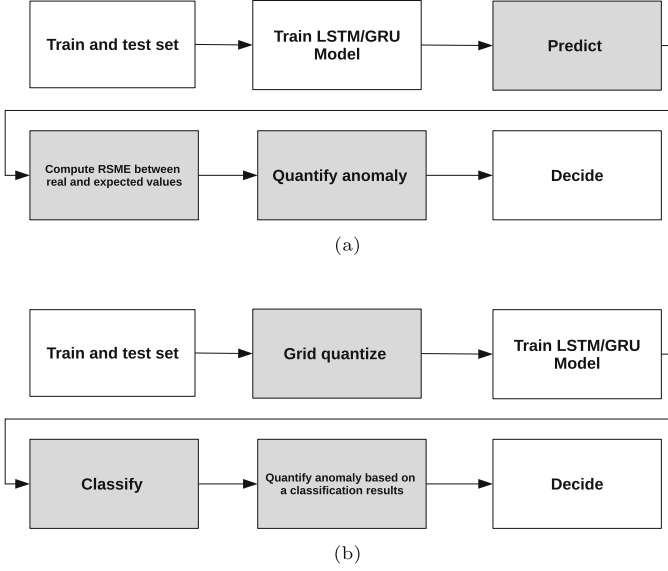 Train and test set
Train LSTM/GRU
Model
Predict
Compute RSME between
real and expected values
Quantify anomaly
Decide
(a)
Train and test set
Grid quantize
Train LSTM/GRU
Model
Classify
Quantify anomaly based on
a classification results
Decide
(b)